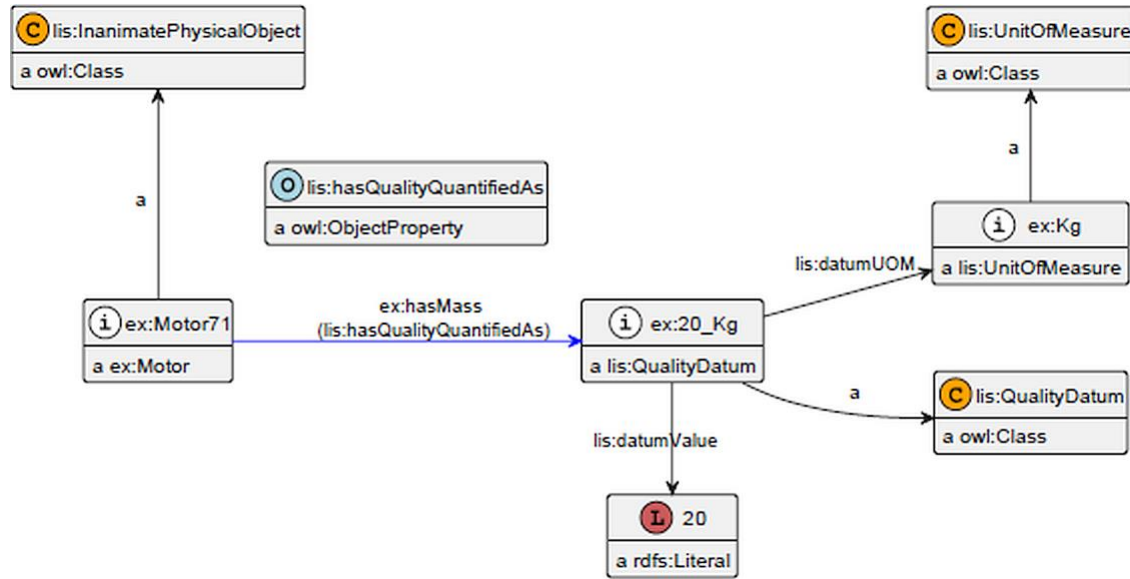 C lis:InanimatePhysicalObject
a owl:Class
C lis:UnitOfMeasure
a owl:Class
a
a
O lis:hasQualityQuantifiedAs
a owl:ObjectProperty
i ex:Kg
a lis:UnitOfMeasure
lis:datumUOM
i ex:Motor71
a ex:Motor
ex:hasMass
(lis:hasQualityQuantifiedAs)
i ex:20_Kg
a lis:QualityDatum
a
C lis:QualityDatum
a owl:Class
lis:datumValue
L 20
a rdfs:Literal